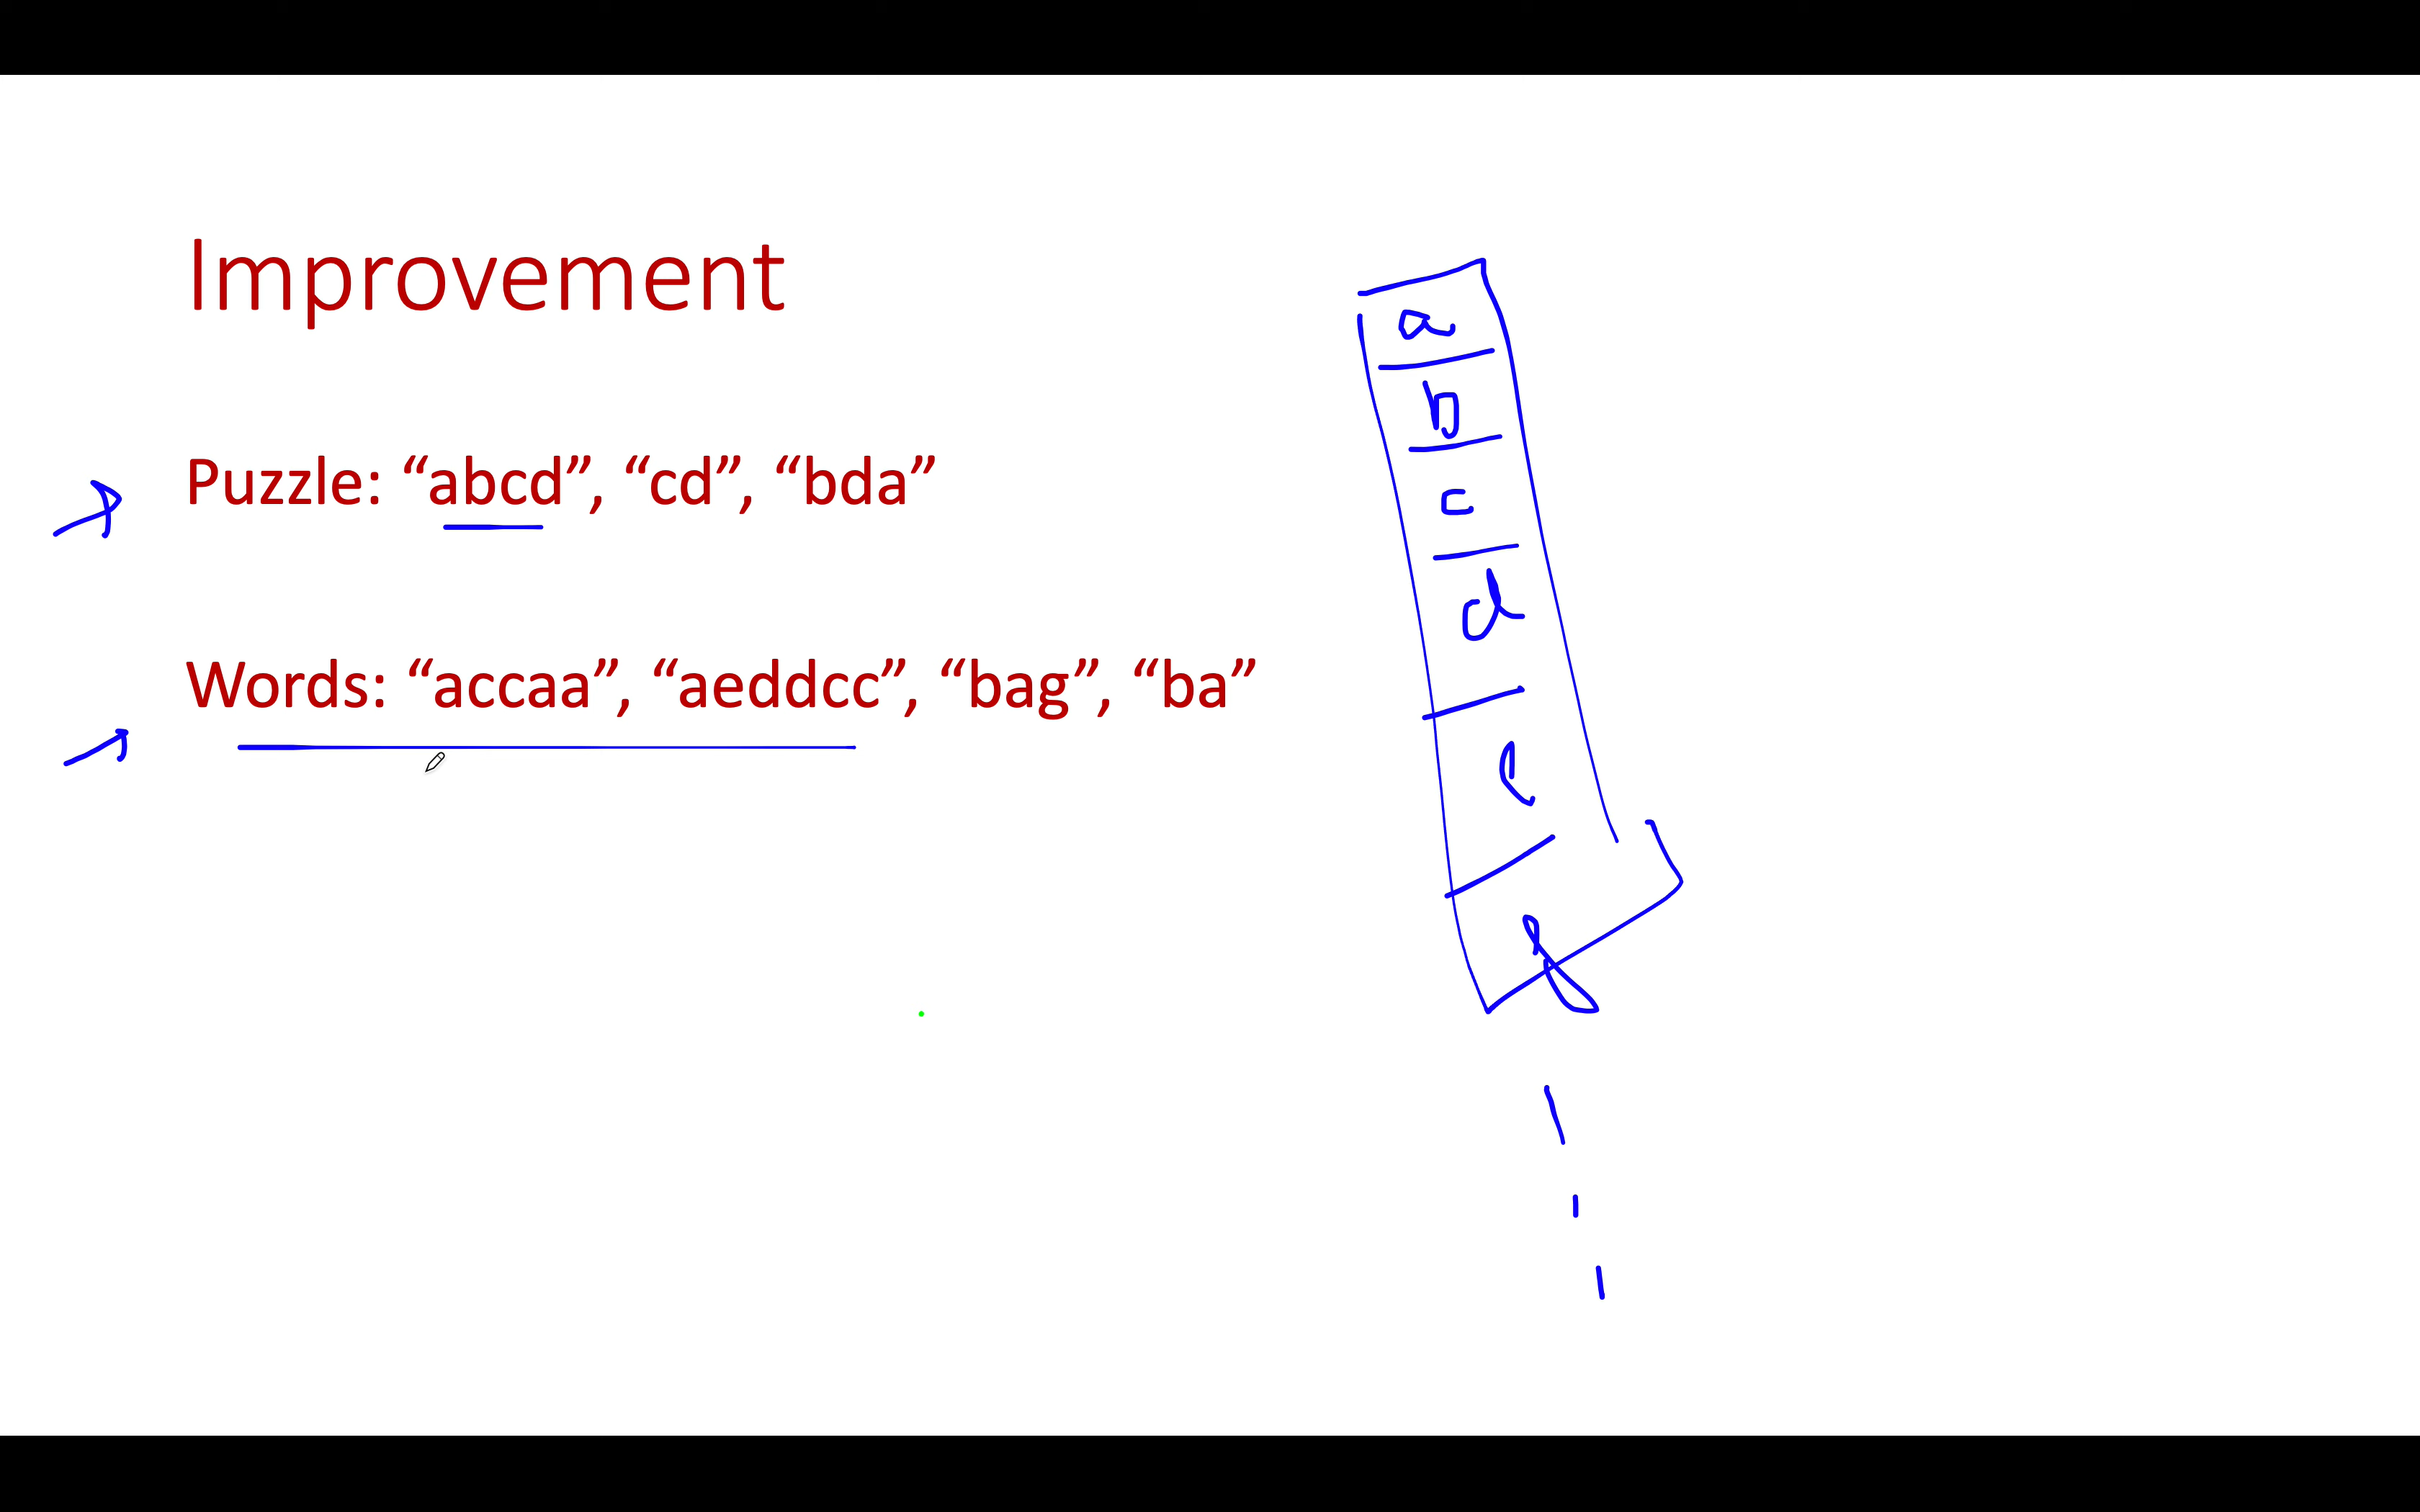 Improvement
Puzzle: “abcd”, “cd”, “bda”
Words: “accaa”, “aeddcc”, “bag”, “ba”
a
b
c
d
e
f